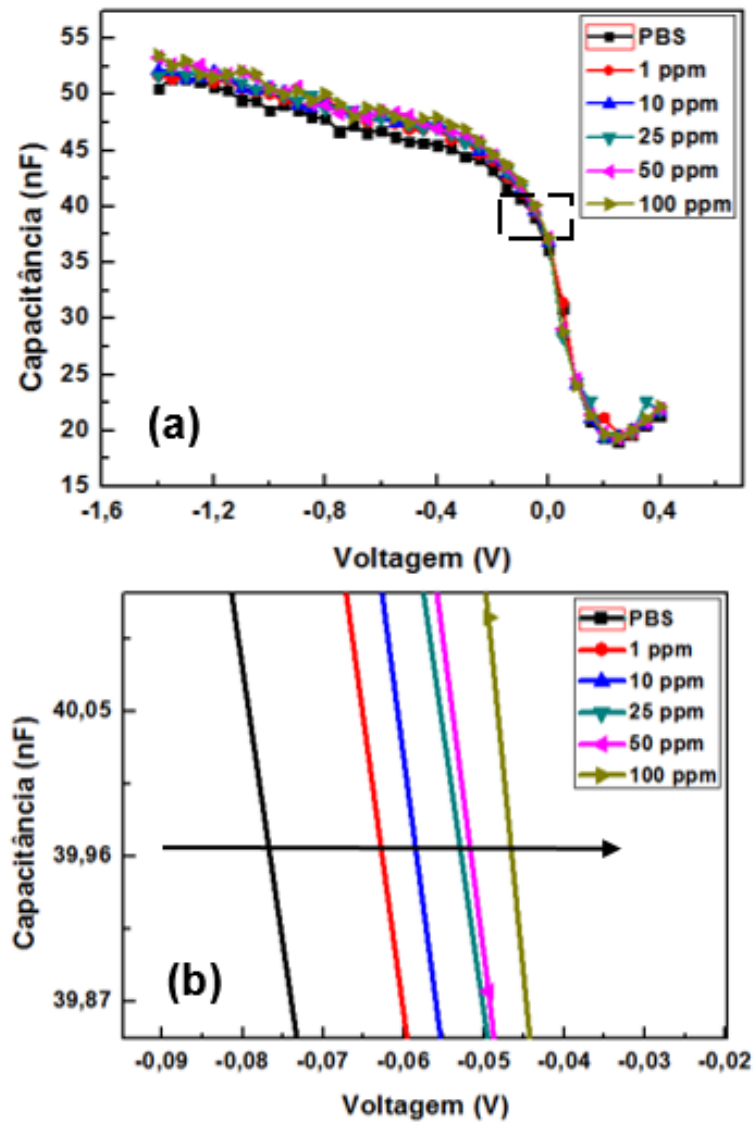 55
50
45
40
35
30
25
20
15
Capacitância (nF)
PBS
1 ppm
10 ppm
25 ppm
50 ppm
100 ppm
(a)
-1,6 -1,2 -0,8 -0,4 0,0 0,4
Voltagem (V)
40,05
39,96
39,87
Capacitância (nF)
PBS
1 ppm
10 ppm
25 ppm
50 ppm
100 ppm
(b)
-0,09 -0,08 -0,07 -0,06 -0,05 -0,04 -0,03 -0,02
Voltagem (V)